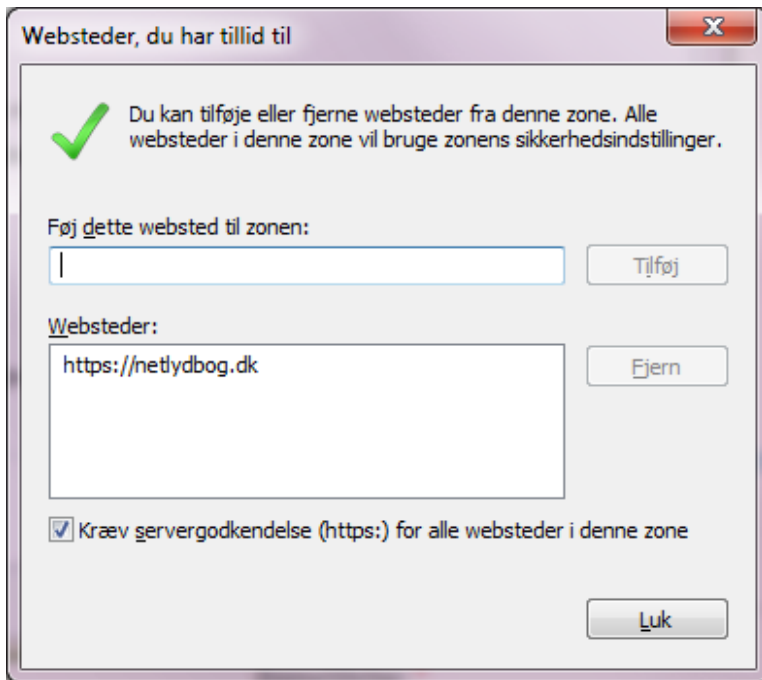 Websteder, du har tillid til
Du kan tilføje eller fjerne websteder fra denne zone. Alle
websteder i denne zone vil bruge zonens sikkerhedsindstillinger.
Føj dette websted til zonen:
Tilføj
Websteder:
https://netlydbog.dk
Fjern
Kræv servergodkendelse (https:) for alle websteder i denne zone
Luk